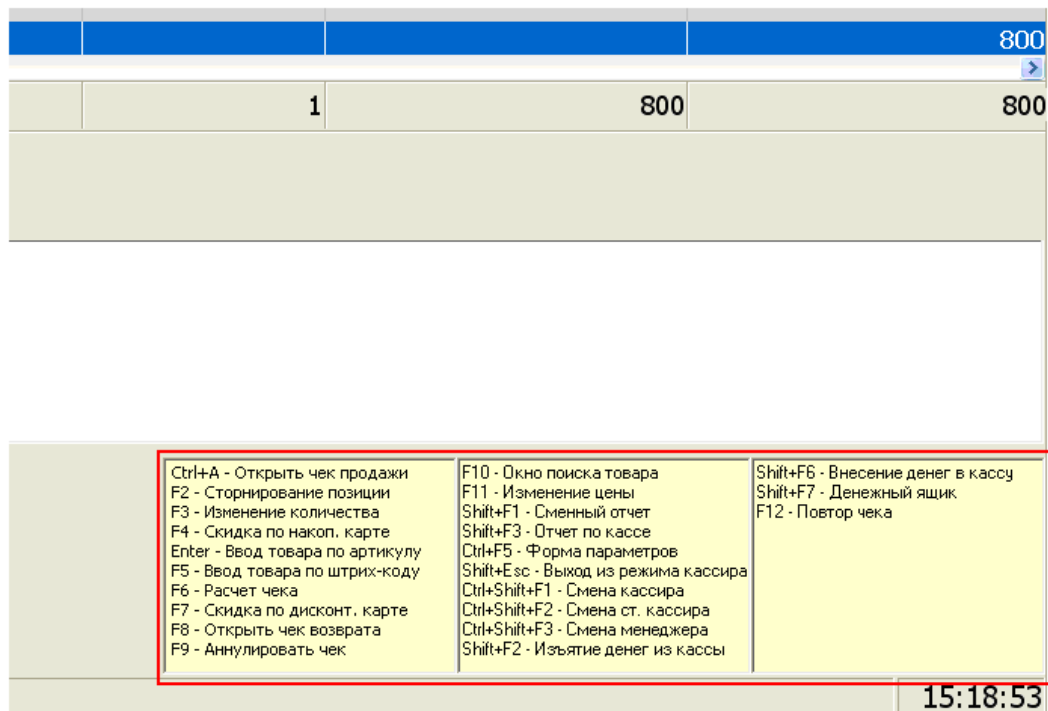 800
1 800 800
Ctrl+A - Открыть чек продажи
F2 - Сторнирование позиции
F3 - Изменение количества
F4 - Скидка по накоп. карте
Enter - Ввод товара по артикулу
F5 - Ввод товара по штрих-коду
F6 - Расчет чека
F7 - Скидка по дисконт. карте
F8 - Открыть чек возврата
F9 - Аннулировать чек
F10 - Окно поиска товара
F11 - Изменение цены
Shift+F1 - Сменный отчет
Shift+F3 - Отчет по кассе
Ctrl+F5 - Форма параметров
Shift+Esc - Выход из режима кассира
Ctrl+Shift+F1 - Смена кассира
Ctrl+Shift+F2 - Смена ст. кассира
Ctrl+Shift+F3 - Смена менеджера
Shift+F2 - Изъятие денег из кассы
Shift+F6 - Внесение денег в кассу
Shift+F7 - Денежный ящик
F12 - Повтор чека
15:18:53